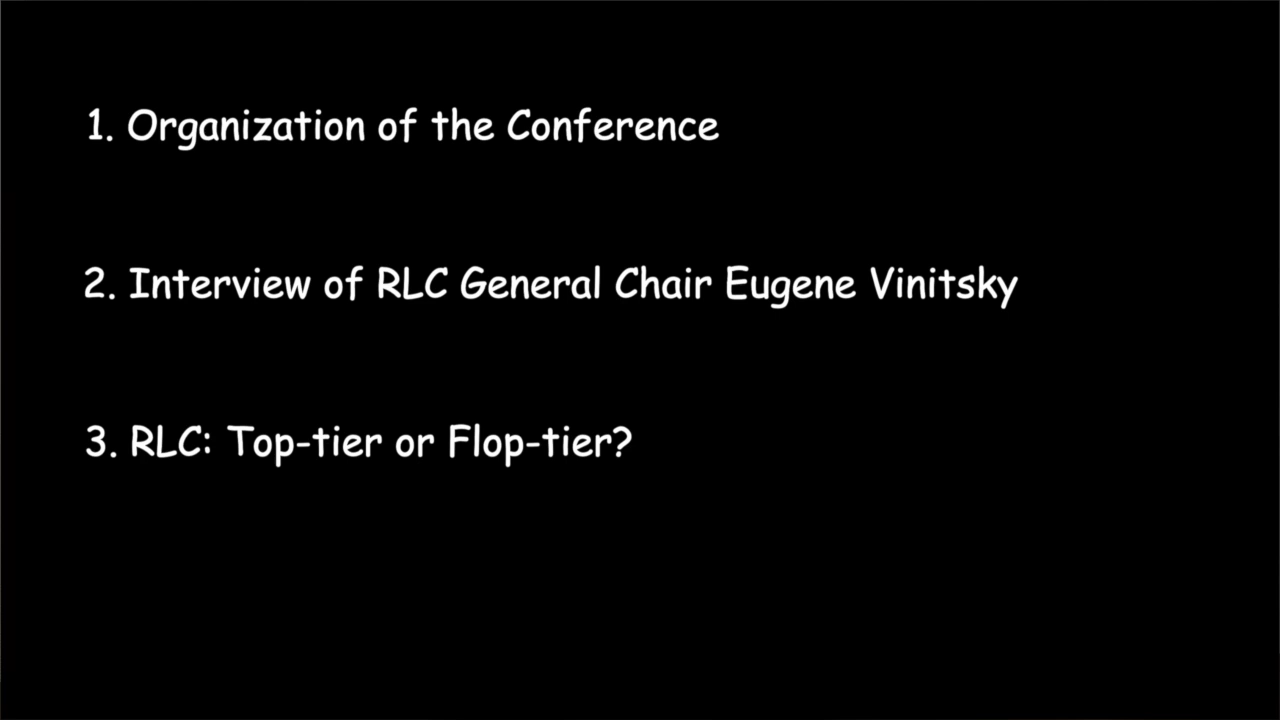 1. Organization of the Conference
2. Interview of RLC General Chair Eugene Vinitsky
3. RLC: Top-tier or Flop-tier?